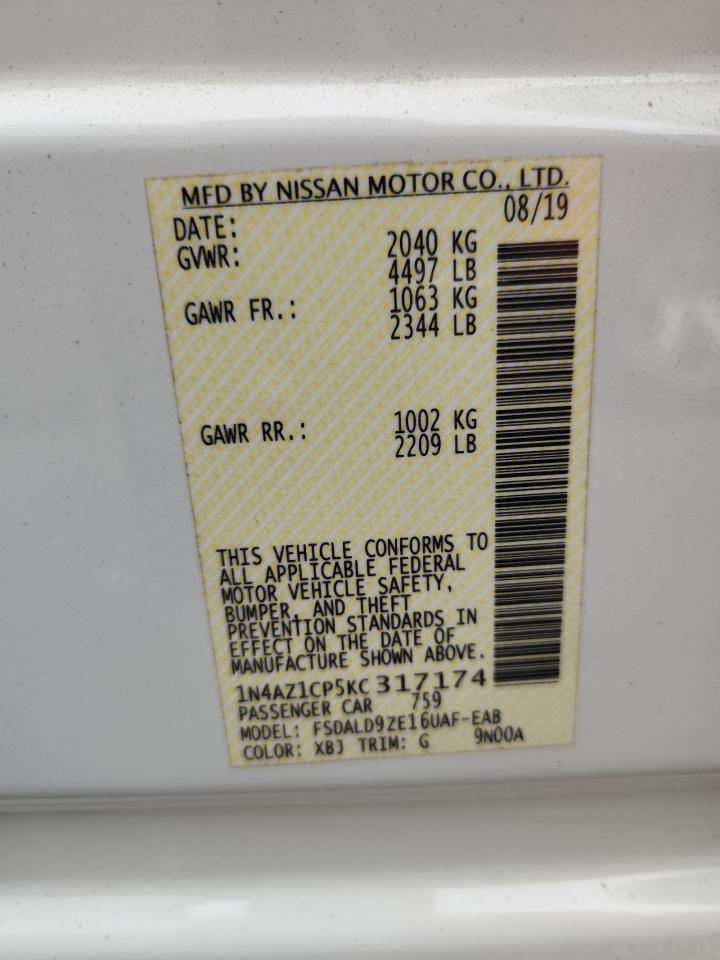 MFD BY NISSAN MOTOR CO., LTD.
DATE: 08/19
GVWR: 2040 KG
4497 LB
GAWR FR.: 1063 KG
2344 LB
GAWR RR.: 1002 KG
2209 LB
THIS VEHICLE CONFORMS TO
ALL APPLICABLE FEDERAL
MOTOR VEHICLE SAFETY,
BUMPER, AND THEFT
PREVENTION STANDARDS IN
EFFECT ON THE DATE OF
MANUFACTURE SHOWN ABOVE.
1N4AZ1CP5KC 317174
PASSENGER CAR 759
MODEL: FSDALD9ZE16UAF-EAB
COLOR: XBJ TRIM: G 9N00A